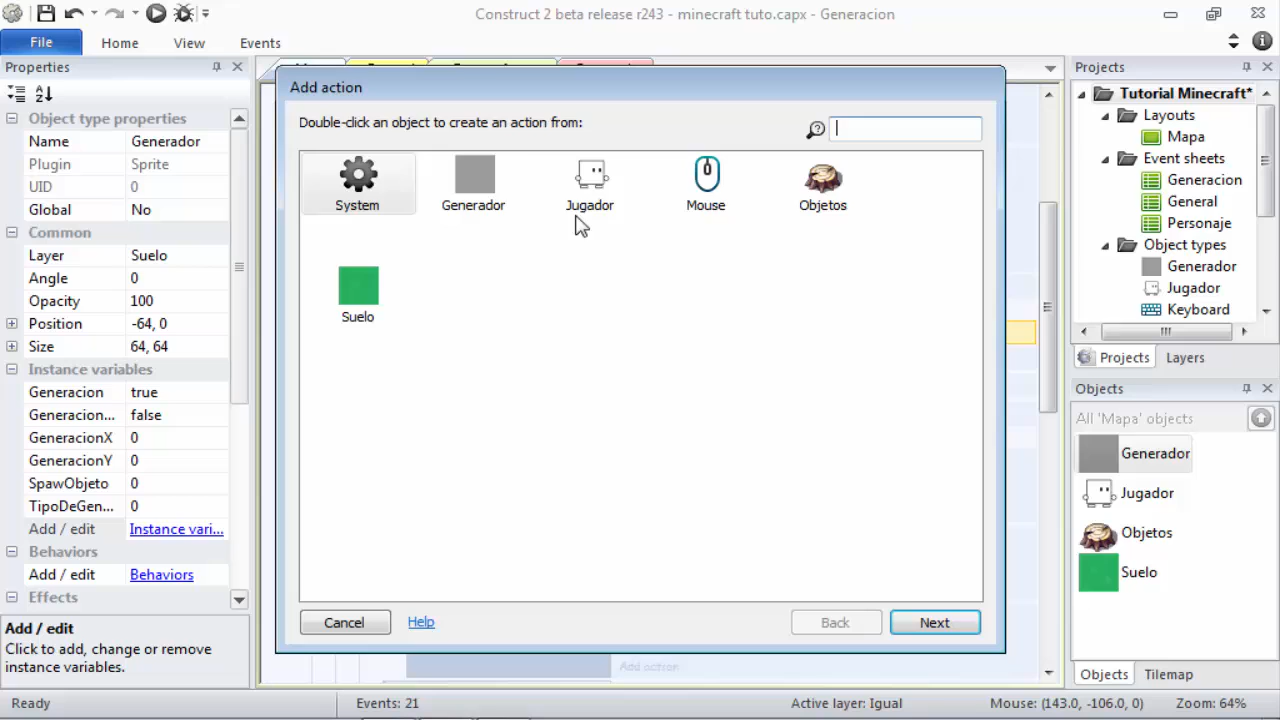 Construct 2 beta release r243 - minecraft tuto.capx - Generacion
File
Home
View
Events
Properties
Object type properties
Name Generador
Plugin Sprite
UID 0
Global No
Common
Layer Suelo
Angle 0
Opacity 100
Position -64, 0
Size 64, 64
Instance variables
Generacion true
Generacion... false
GeneracionX 0
GeneracionY 0
SpawObjeto 0
TipoDeGen... 0
Add / edit Instance vari...
Behaviors
Add / edit Behaviors
Effects
Add / edit
Click to add, change or remove
instance variables.
Add action
Double-click an object to create an action from:
System
Generador
Jugador
Mouse
Objetos
Suelo
Cancel
Help
Back
Next
Add action
Projects
Tutorial Minecraft*
Layouts
Mapa
Event sheets
Generacion
General
Personaje
Object types
Generador
Jugador
Keyboard
Projects
Layers
Objects
All 'Mapa' objects
Generador
Jugador
Objetos
Suelo
Objects
Tilemap
Ready
Events: 21
Active layer: Igual
Mouse: (143.0, -106.0, 0)
Zoom: 64%